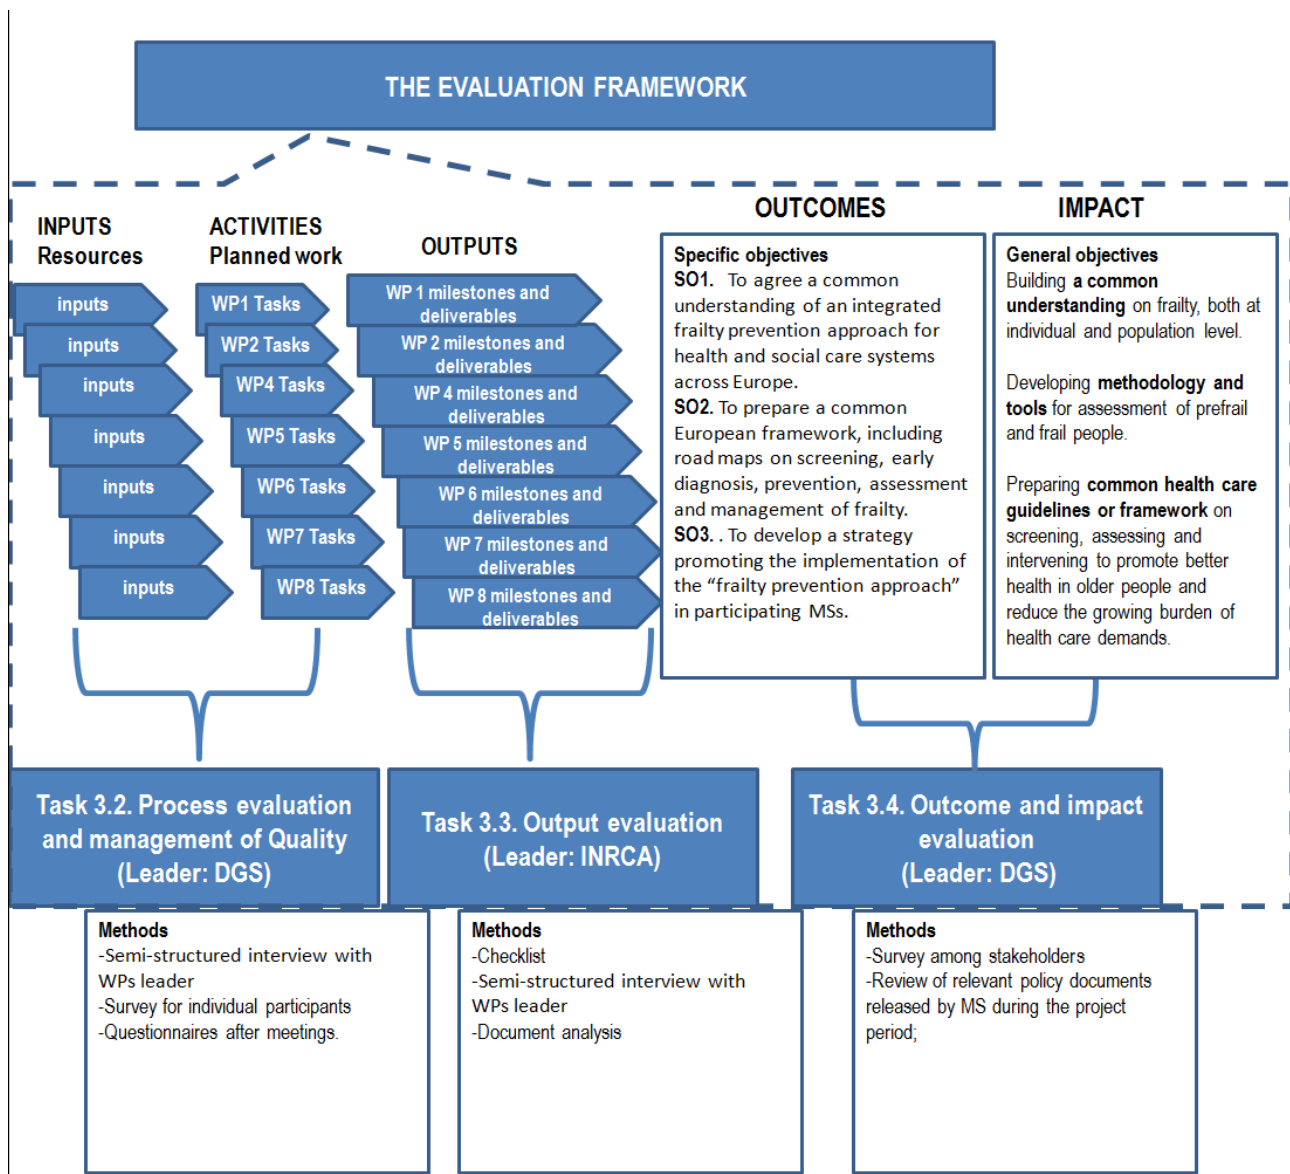 THE EVALUATION FRAMEWORK
INPUTS
Resources
inputs
inputs
inputs
inputs
inputs
inputs
inputs
ACTIVITIES
Planned work
WP1 Tasks
WP2 Tasks
WP4 Tasks
WP5 Tasks
WP6 Tasks
WP7 Tasks
WP8 Tasks
OUTPUTS
WP 1 milestones and
deliverables
WP 2 milestones and
deliverables
WP 4 milestones and
deliverables
WP 5 milestones and
deliverables
WP 6 milestones and
deliverables
WP 7 milestones and
deliverables
WP 8 milestones and
deliverables
OUTCOMES
Specific objectives
SO1. To agree a common
understanding of an integrated
frailty prevention approach for
health and social care systems
across Europe.
SO2. To prepare a common
European framework, including
road maps on screening, early
diagnosis, prevention, assessment
and management of frailty.
SO3. . To develop a strategy
promoting the implementation of
the “frailty prevention approach”
in participating MSs.
IMPACT
General objectives
Building a common
understanding on frailty, both at
individual and population level.
Developing methodology and
tools for assessment of prefrail
and frail people.
Preparing common health care
guidelines or framework on
screening, assessing and
intervening to promote better
health in older people and
reduce the growing burden of
health care demands.
Task 3.2. Process evaluation
and management of Quality
(Leader: DGS)
Methods
-Semi-structured interview with
WPs leader
-Survey for individual participants
-Questionnaires after meetings.
Task 3.3. Output evaluation
(Leader: INRCA)
Methods
-Checklist
-Semi-structured interview with
WPs leader
-Document analysis
Task 3.4. Outcome and impact
evaluation
(Leader: DGS)
Methods
-Survey among stakeholders
-Review of relevant policy documents
released by MS during the project
period;